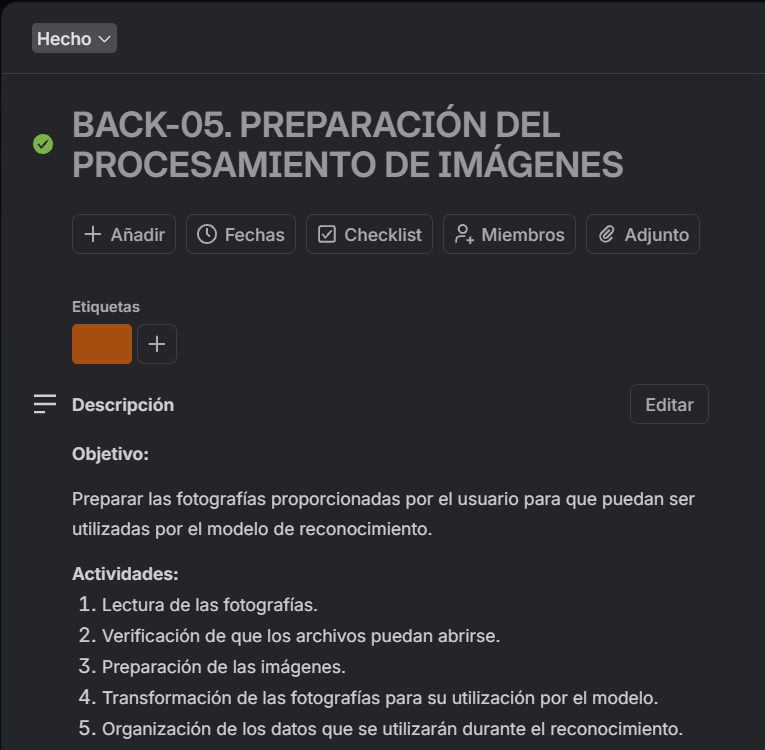 Hecho
BACK-05. PREPARACIÓN DEL
PROCESAMIENTO DE IMÁGENES
Añadir Fechas Checklist Miembros Adjunto
Etiquetas
Descripción Editar
Objetivo:
Preparar las fotografías proporcionadas por el usuario para que puedan ser
utilizadas por el modelo de reconocimiento.
Actividades:
1. Lectura de las fotografías.
2. Verificación de que los archivos puedan abrirse.
3. Preparación de las imágenes.
4. Transformación de las fotografías para su utilización por el modelo.
5. Organización de los datos que se utilizarán durante el reconocimiento.